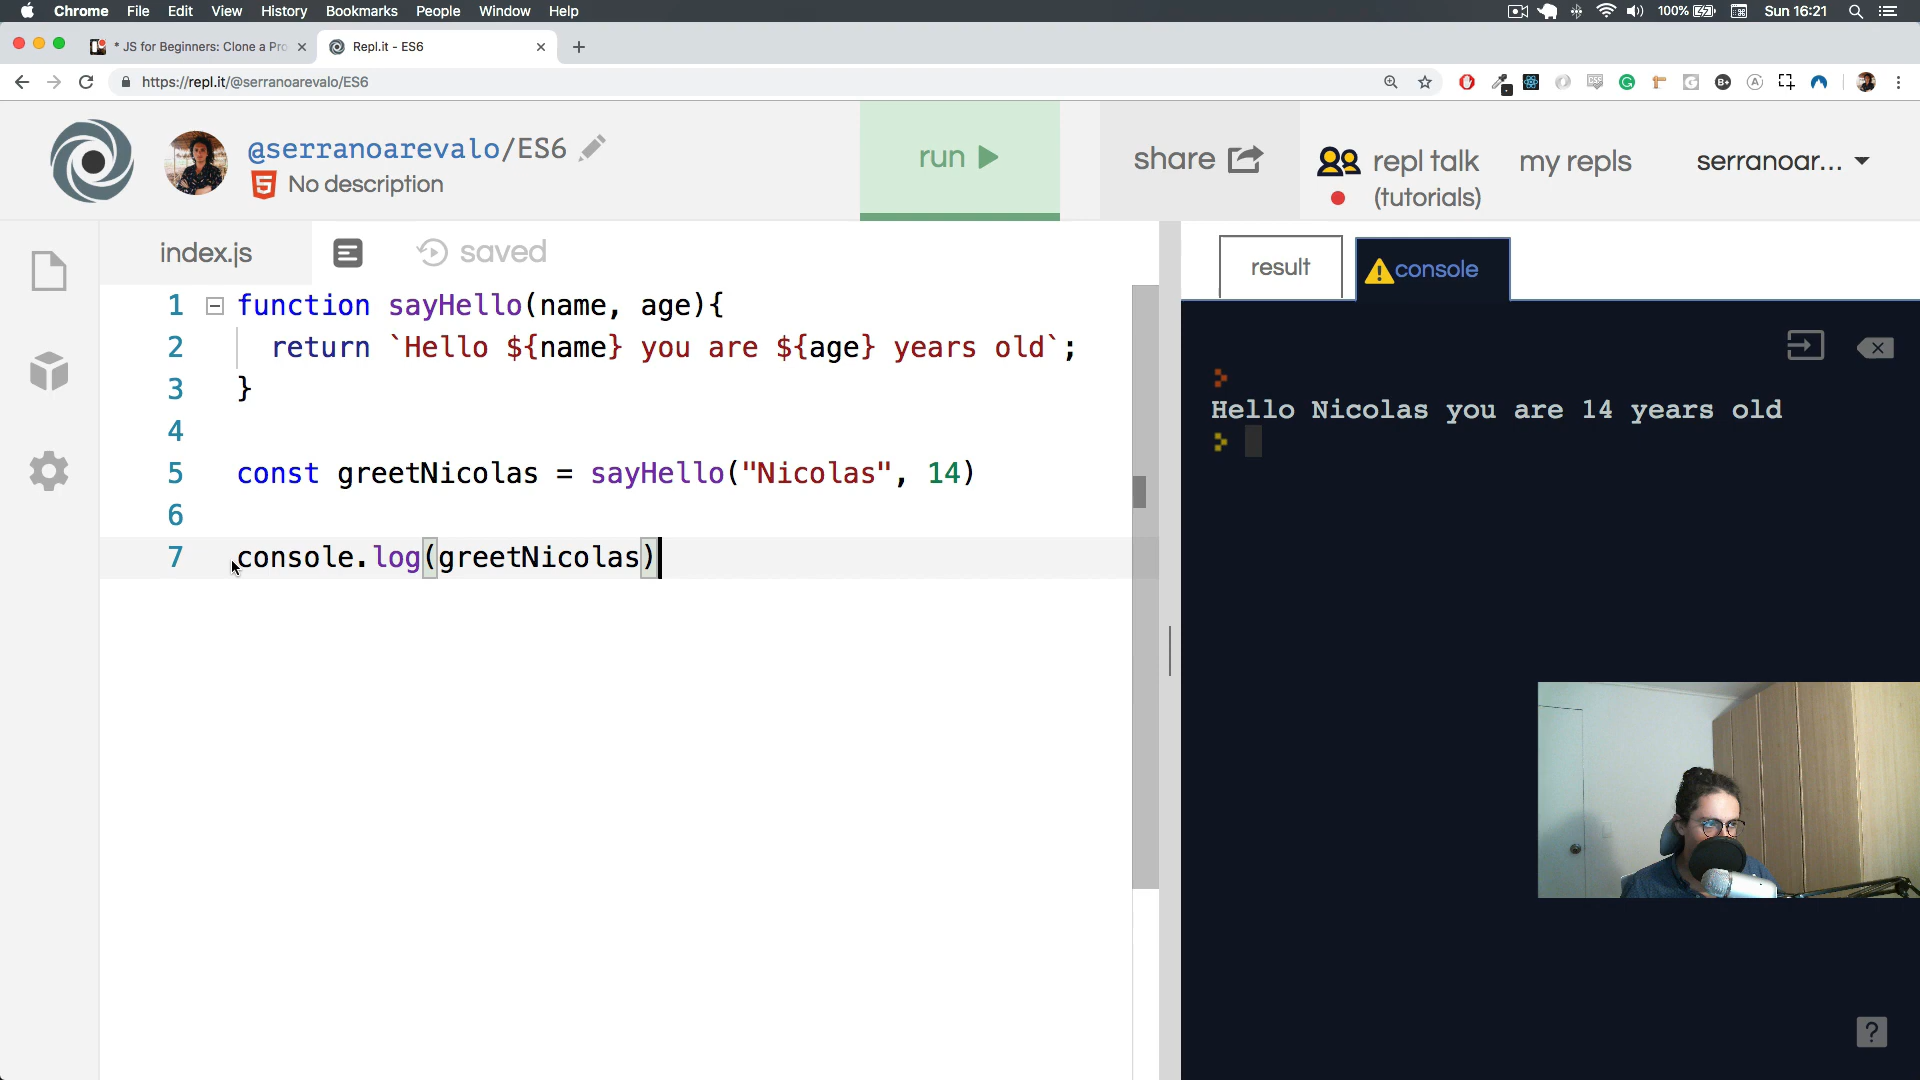 Chrome File Edit View History Bookmarks People Window Help
100% Sun 16:21
* JS for Beginners: Clone a Pro
Repl.it - ES6
https://repl.it/@serranoarevalo/ES6
@serranoarevalo/ES6
No description
run
share
repl talk
(tutorials)
my repls
serranoar...
index.js
saved
1 function sayHello(name, age){
2 return `Hello ${name} you are ${age} years old`;
3 }
4
5 const greetNicolas = sayHello("Nicolas", 14)
6
7 console.log(greetNicolas)
result
console
>
Hello Nicolas you are 14 years old
>
?